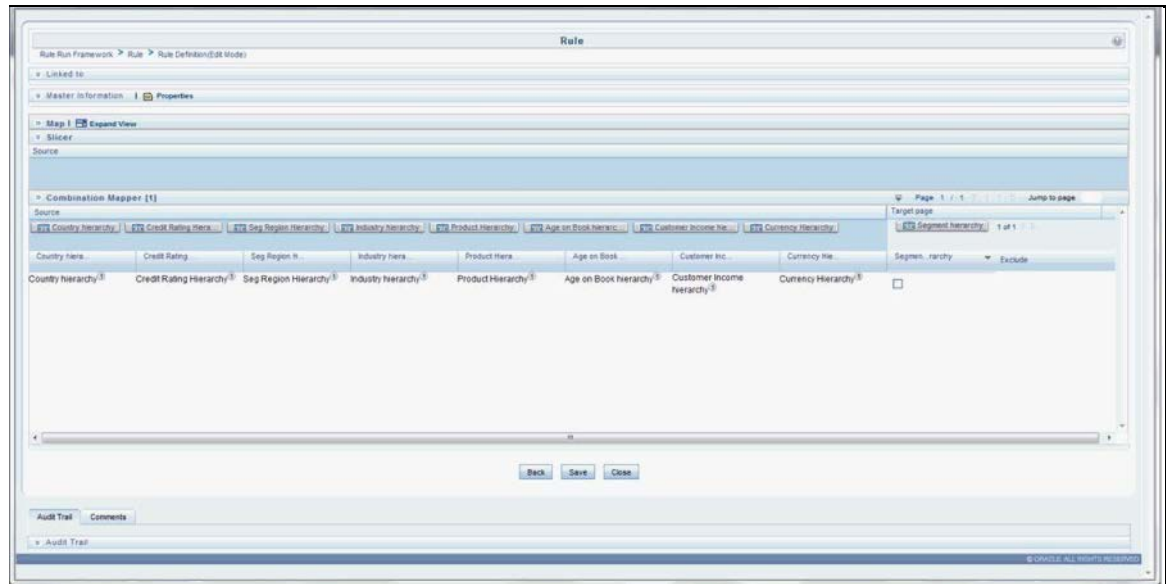 Rule
Rule Run Framework > Rule > Rule Definition(Edit Mode)
Linked to
Master Information | Properties
Map | Expand View
Slicer
Source
Combination Mapper [1] Page 1 / 1 Jump to page
Source Target page
Country hierarchy Credit Rating Hiera... Seg Region Hierarchy Industry hierarchy Product Hierarchy Age on Book hierarc... Customer Income hie... Currency Hierarchy Segment hierarchy 1 of 1
Country hiera... Credit Rating... Seg Region H... Industry hiera... Product Hiera... Age on Book... Customer Inc... Currency Hie... Segmen...rarchy Exclude
Country hierarchy Credit Rating Hierarchy Seg Region Hierarchy Industry hierarchy Product Hierarchy Age on Book hierarchy Customer Income hierarchy Currency Hierarchy
Back Save Close
Audit Trail Comments
Audit Trail
© ORACLE ALL RIGHTS RESERVED